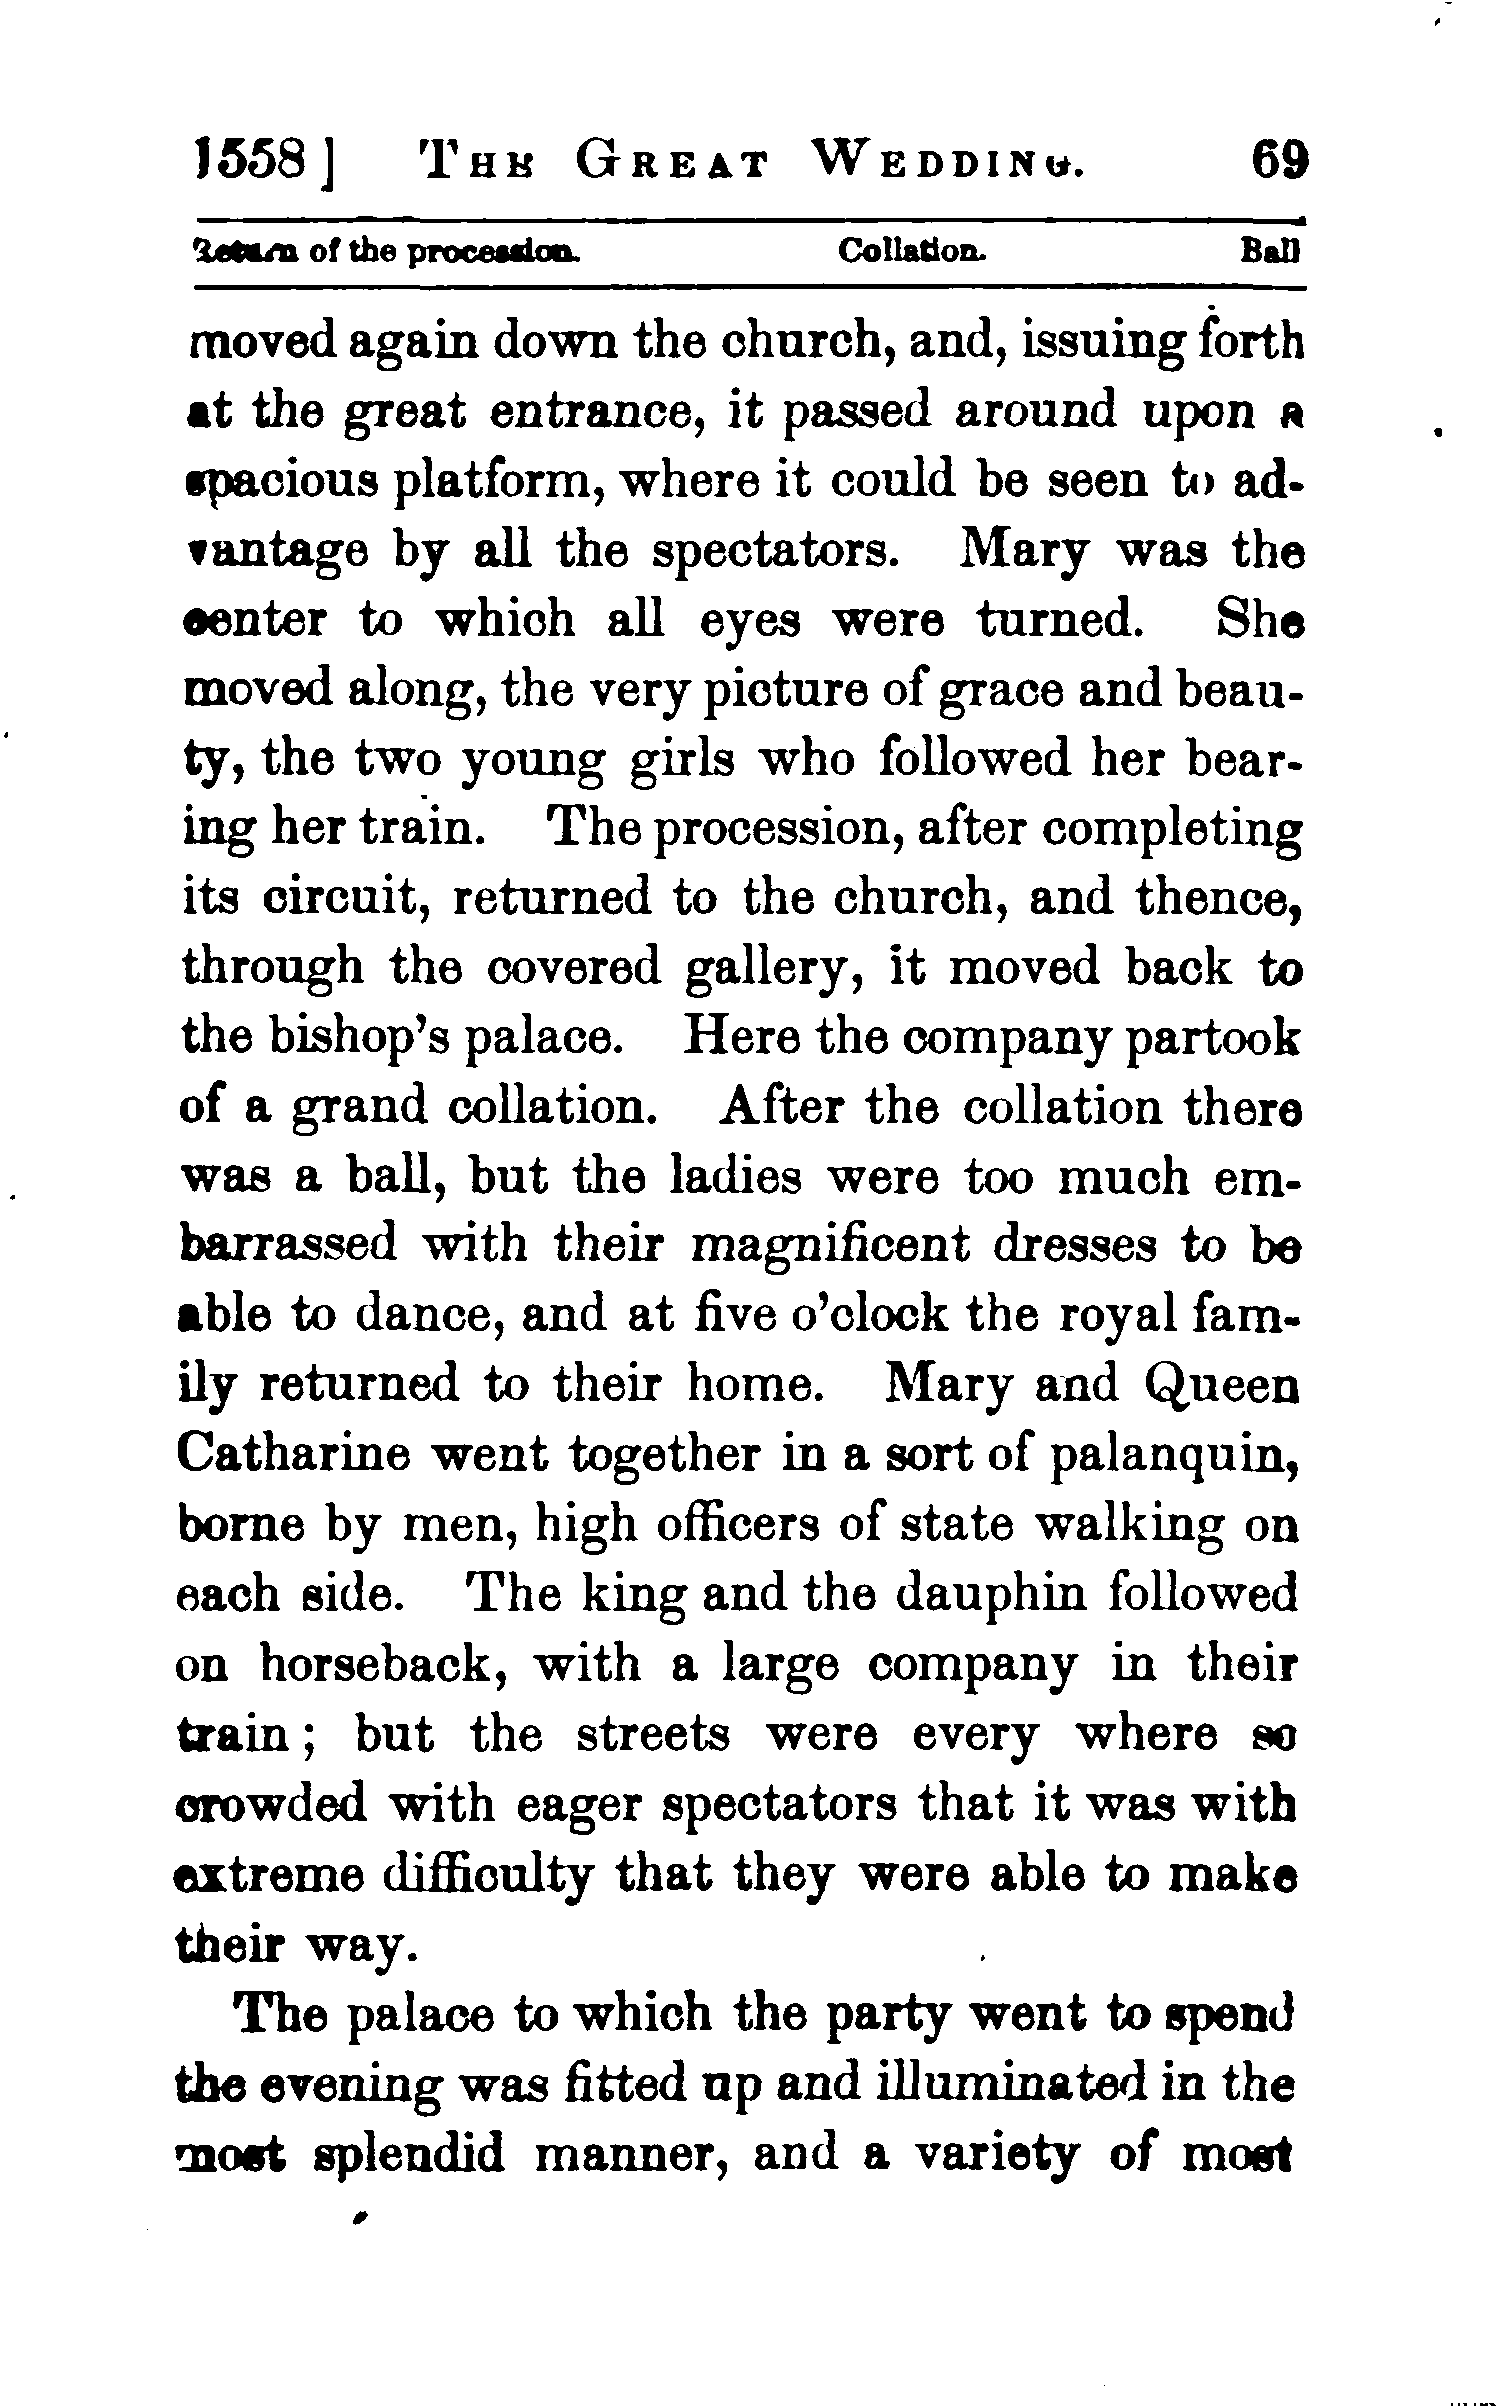 1558] THE GREAT WEDDING. 69
Return of the procession. Collation. Ball
moved again down the church, and, issuing forth
at the great entrance, it passed around upon a
spacious platform, where it could be seen to ad-
vantage by all the spectators. Mary was the
center to which all eyes were turned. She
moved along, the very picture of grace and beau-
ty, the two young girls who followed her bear-
ing her train. The procession, after completing
its circuit, returned to the church, and thence,
through the covered gallery, it moved back to
the bishop's palace. Here the company partook
of a grand collation. After the collation there
was a ball, but the ladies were too much em-
barrassed with their magnificent dresses to be
able to dance, and at five o'clock the royal fam-
ily returned to their home. Mary and Queen
Catharine went together in a sort of palanquin,
borne by men, high officers of state walking on
each side. The king and the dauphin followed
on horseback, with a large company in their
train; but the streets were every where so
crowded with eager spectators that it was with
extreme difficulty that they were able to make
their way.
The palace to which the party went to spend
the evening was fitted up and illuminated in the
most splendid manner, and a variety of most